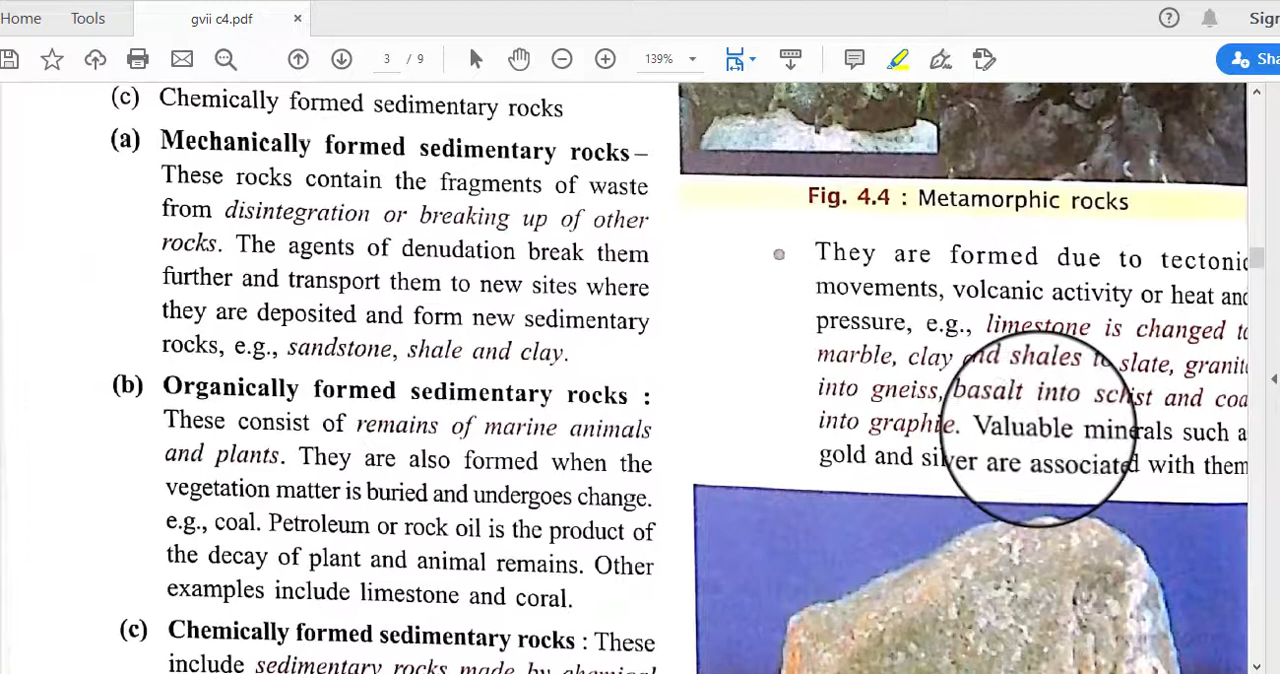 Home Tools gvii c4.pdf × Sign
3 / 9 139%
(c) Chemically formed sedimentary rocks
(a) Mechanically formed sedimentary rocks –
These rocks contain the fragments of waste
from disintegration or breaking up of other
rocks. The agents of denudation break them
further and transport them to new sites where
they are deposited and form new sedimentary
rocks, e.g., sandstone, shale and clay.
(b) Organically formed sedimentary rocks :
These consist of remains of marine animals
and plants. They are also formed when the
vegetation matter is buried and undergoes change.
e.g., coal. Petroleum or rock oil is the product of
the decay of plant and animal remains. Other
examples include limestone and coral.
(c) Chemically formed sedimentary rocks : These
include sedimentary rocks made by chemical
Fig. 4.4 : Metamorphic rocks
They are formed due to tectonic
movements, volcanic activity or heat and
pressure, e.g., limestone is changed to
marble, clay and shales to slate, granite
into gneiss, basalt into schist and coa
into graphie. Valuable minerals such a
gold and silver are associated with them